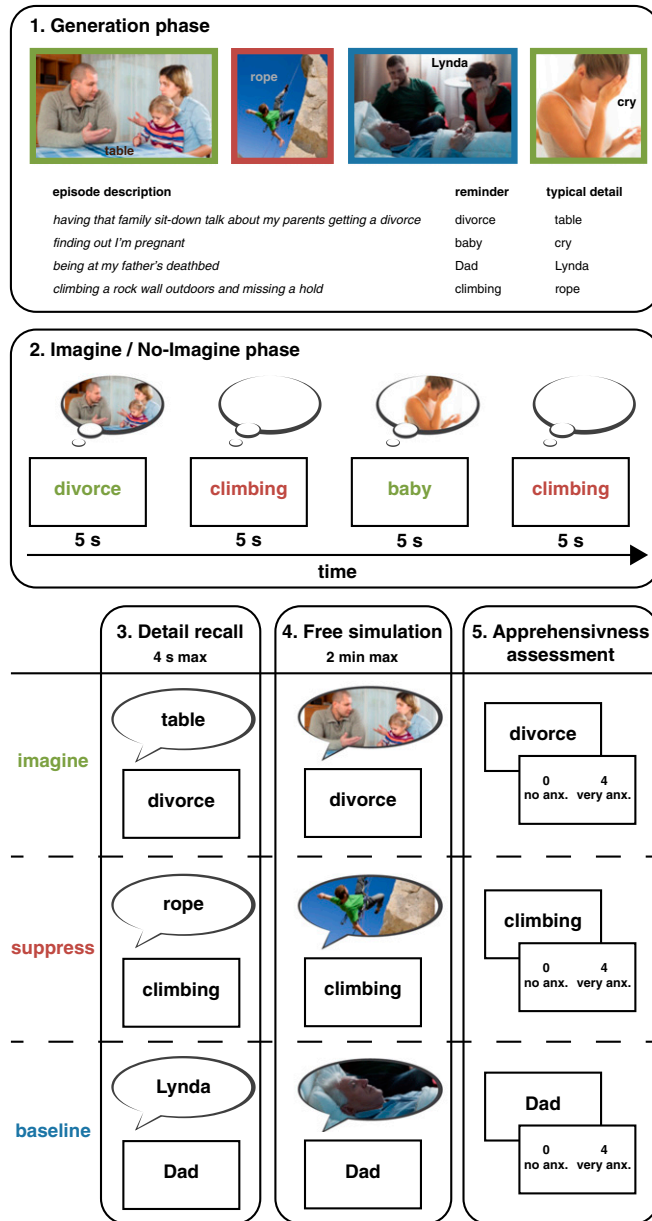 1. Generation phase
table
rope
Lynda
cry
episode description reminder typical detail
having that family sit-down talk about my parents getting a divorce divorce table
finding out I'm pregnant baby cry
being at my father's deathbed Dad Lynda
climbing a rock wall outdoors and missing a hold climbing rope
2. Imagine / No-Imagine phase
divorce climbing baby climbing
5 s 5 s 5 s 5 s
time
3. Detail recall
4 s max
4. Free simulation
2 min max
5. Apprehensivness
assessment
imagine
table
divorce
divorce
divorce
0 4
no anx. very anx.
suppress
rope
climbing
climbing
climbing
0 4
no anx. very anx.
baseline
Lynda
Dad
Dad
Dad
0 4
no anx. very anx.